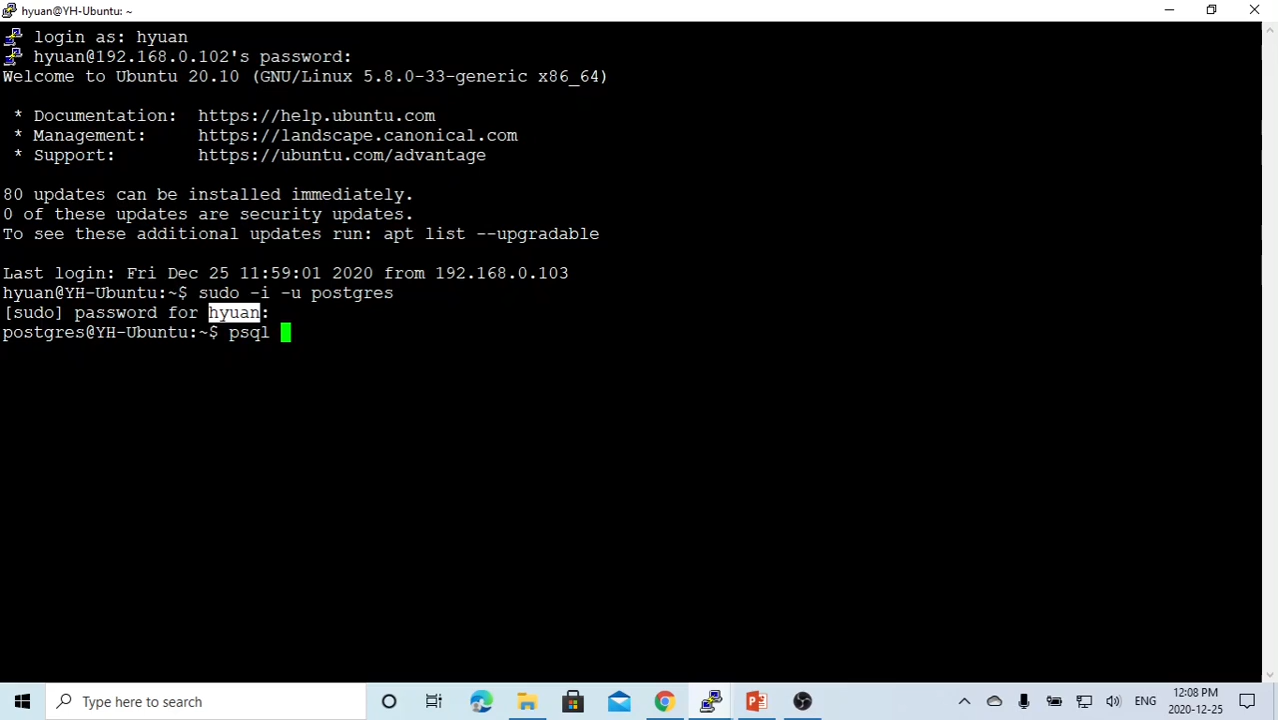 hyuan@YH-Ubuntu: ~
login as: hyuan
hyuan@192.168.0.102's password:
Welcome to Ubuntu 20.10 (GNU/Linux 5.8.0-33-generic x86_64)
* Documentation:  https://help.ubuntu.com
* Management:     https://landscape.canonical.com
* Support:        https://ubuntu.com/advantage
80 updates can be installed immediately.
0 of these updates are security updates.
To see these additional updates run: apt list --upgradable
Last login: Fri Dec 25 11:59:01 2020 from 192.168.0.103
hyuan@YH-Ubuntu:~$ sudo -i -u postgres
[sudo] password for hyuan:
postgres@YH-Ubuntu:~$ psql
Type here to search
ENG
12:08 PM
2020-12-25